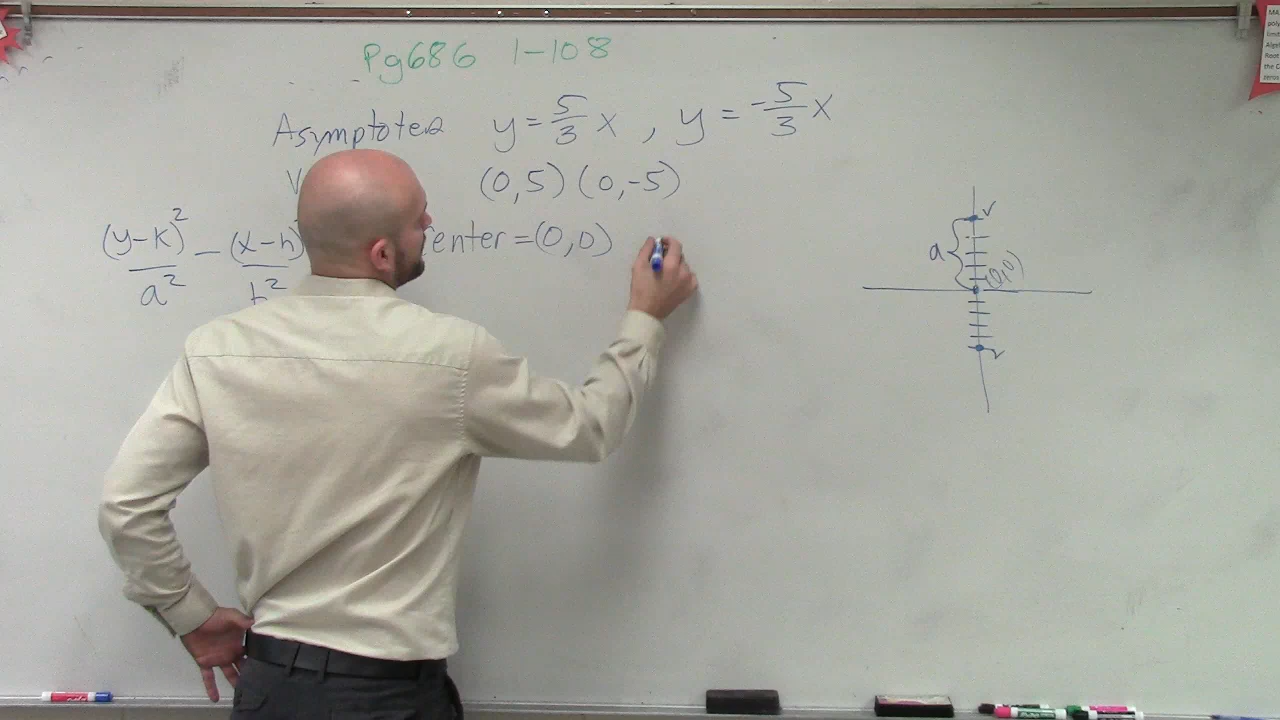 Pg686 1-108
Asymptotes y = 5/3 x , y = -5/3 x
V (0,5) (0,-5)
(y-k)²/a² - (x-h)
enter = (0,0)
v
a
(0,0)
v